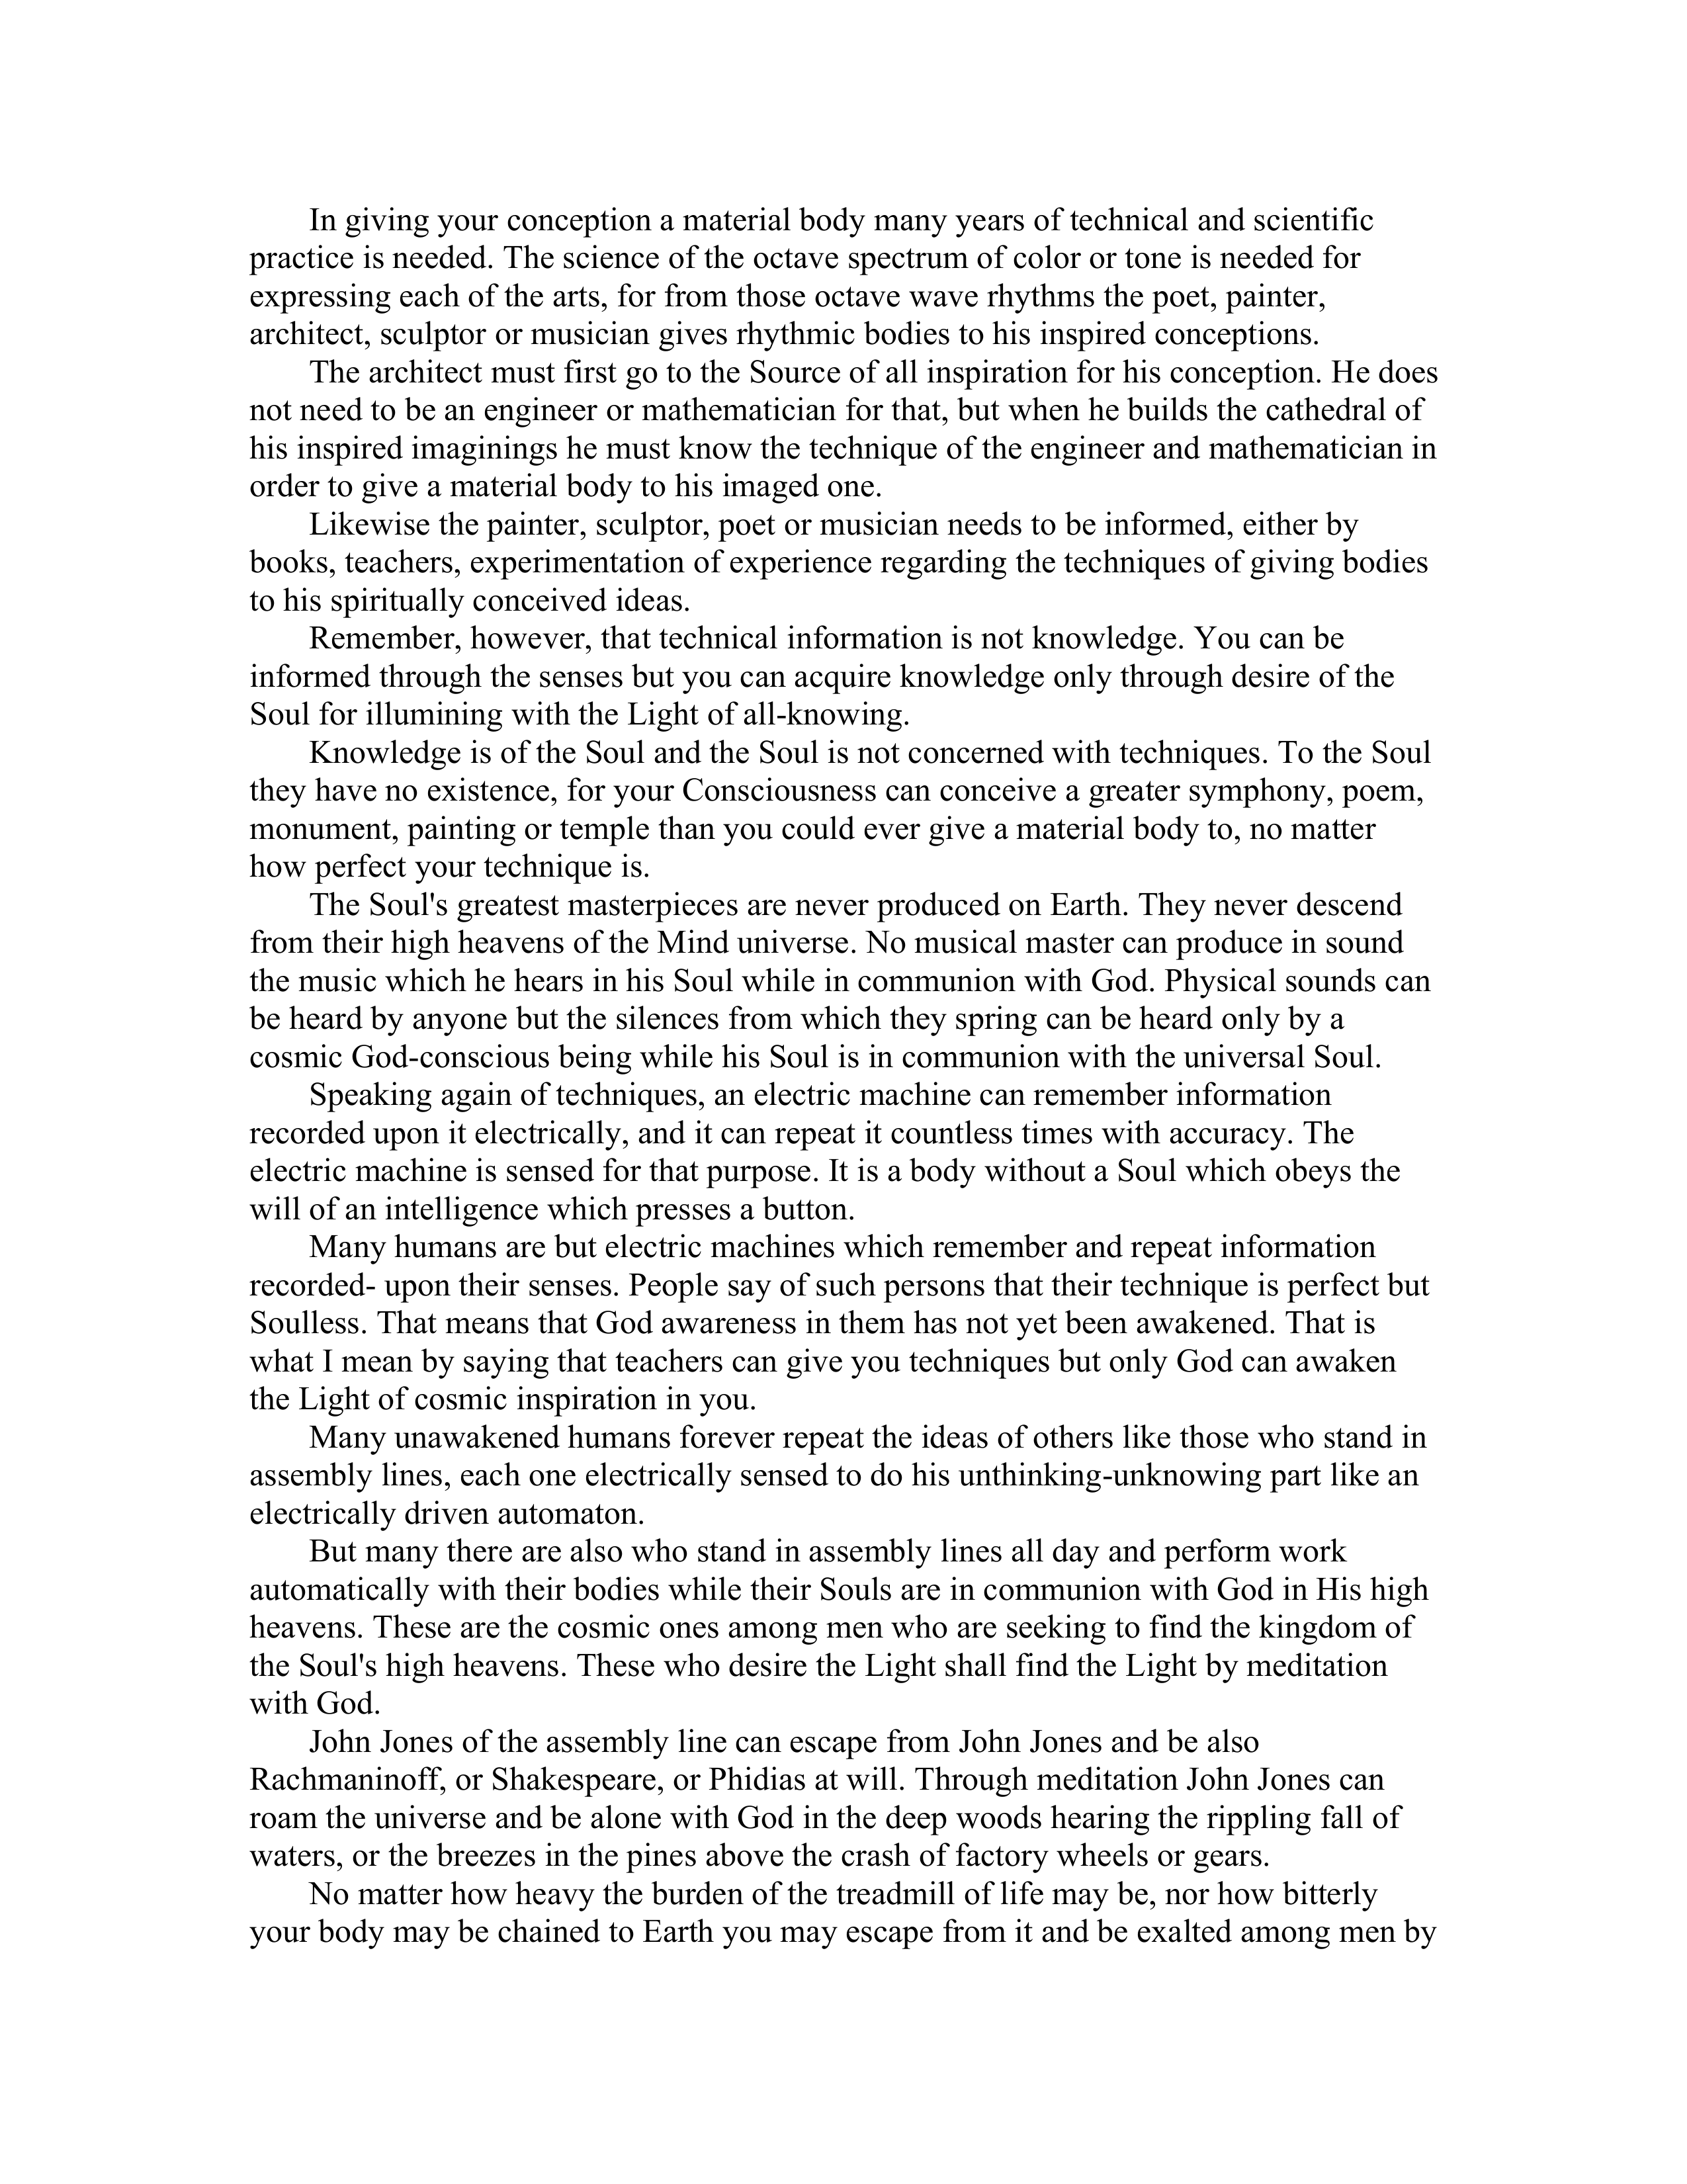 In giving your conception a material body many years of technical and scientific
practice is needed. The science of the octave spectrum of color or tone is needed for
expressing each of the arts, for from those octave wave rhythms the poet, painter,
architect, sculptor or musician gives rhythmic bodies to his inspired conceptions.
The architect must first go to the Source of all inspiration for his conception. He does
not need to be an engineer or mathematician for that, but when he builds the cathedral of
his inspired imaginings he must know the technique of the engineer and mathematician in
order to give a material body to his imaged one.
Likewise the painter, sculptor, poet or musician needs to be informed, either by
books, teachers, experimentation of experience regarding the techniques of giving bodies
to his spiritually conceived ideas.
Remember, however, that technical information is not knowledge. You can be
informed through the senses but you can acquire knowledge only through desire of the
Soul for illumining with the Light of all-knowing.
Knowledge is of the Soul and the Soul is not concerned with techniques. To the Soul
they have no existence, for your Consciousness can conceive a greater symphony, poem,
monument, painting or temple than you could ever give a material body to, no matter
how perfect your technique is.
The Soul's greatest masterpieces are never produced on Earth. They never descend
from their high heavens of the Mind universe. No musical master can produce in sound
the music which he hears in his Soul while in communion with God. Physical sounds can
be heard by anyone but the silences from which they spring can be heard only by a
cosmic God-conscious being while his Soul is in communion with the universal Soul.
Speaking again of techniques, an electric machine can remember information
recorded upon it electrically, and it can repeat it countless times with accuracy. The
electric machine is sensed for that purpose. It is a body without a Soul which obeys the
will of an intelligence which presses a button.
Many humans are but electric machines which remember and repeat information
recorded- upon their senses. People say of such persons that their technique is perfect but
Soulless. That means that God awareness in them has not yet been awakened. That is
what I mean by saying that teachers can give you techniques but only God can awaken
the Light of cosmic inspiration in you.
Many unawakened humans forever repeat the ideas of others like those who stand in
assembly lines, each one electrically sensed to do his unthinking-unknowing part like an
electrically driven automaton.
But many there are also who stand in assembly lines all day and perform work
automatically with their bodies while their Souls are in communion with God in His high
heavens. These are the cosmic ones among men who are seeking to find the kingdom of
the Soul's high heavens. These who desire the Light shall find the Light by meditation
with God.
John Jones of the assembly line can escape from John Jones and be also
Rachmaninoff, or Shakespeare, or Phidias at will. Through meditation John Jones can
roam the universe and be alone with God in the deep woods hearing the rippling fall of
waters, or the breezes in the pines above the crash of factory wheels or gears.
No matter how heavy the burden of the treadmill of life may be, nor how bitterly
your body may be chained to Earth you may escape from it and be exalted among men by